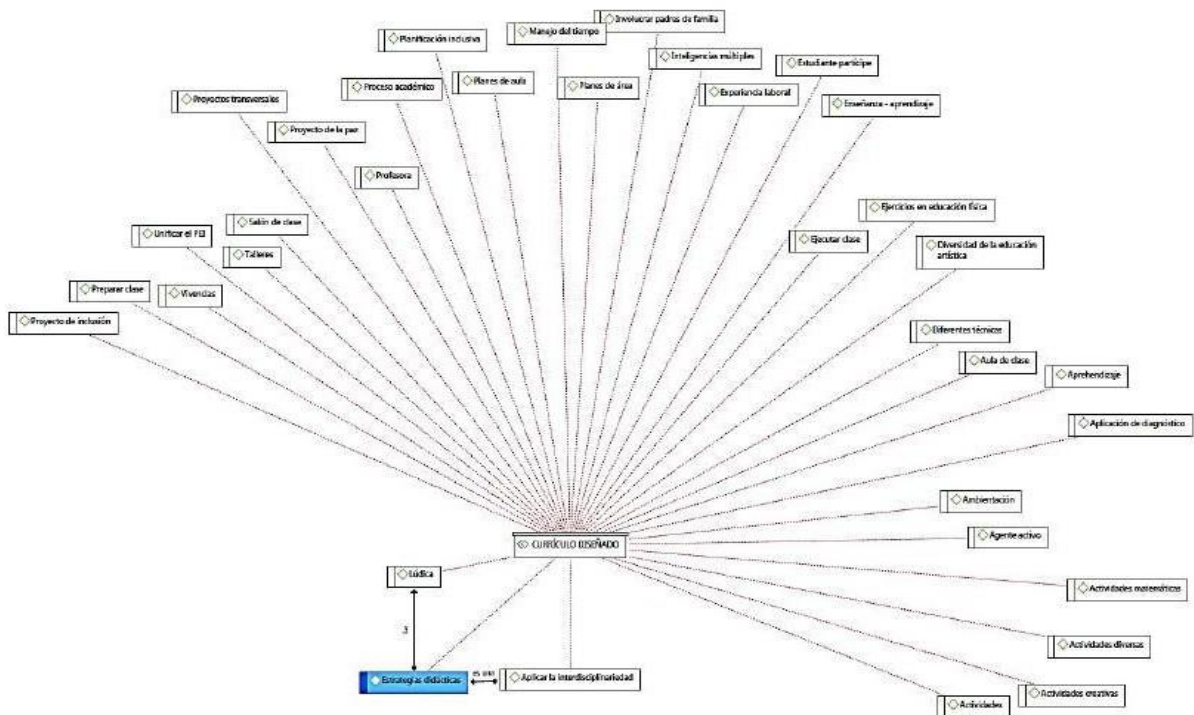 Involucrar padres de familia
Manejo del tiempo
Planificación inclusiva
Inteligencias múltiples
Estudiante participe
Proceso académico
Planes de aula
Planes de área
Experiencia laboral
Proyectos transversales
Enseñanza - aprendizaje
Proyecto de la paz
Profesora
Ejercicios en educación física
Salón de clase
Unificar el PEI
Ejecutar clase
Diversidad de la educación
artística
Talleres
Preparar clase
Vivencias
Proyecto de inclusión
Diferentes técnicas
Aula de clase
Aprehendizaje
Aplicación de diagnóstico
Ambientación
Agente activo
CURRÍCULO DISEÑADO
Lúdica
Actividades matemáticas
Actividades diversas
Estrategias didácticas
es una
Aplicar la interdisciplinariedad
Actividades creativas
Actividades